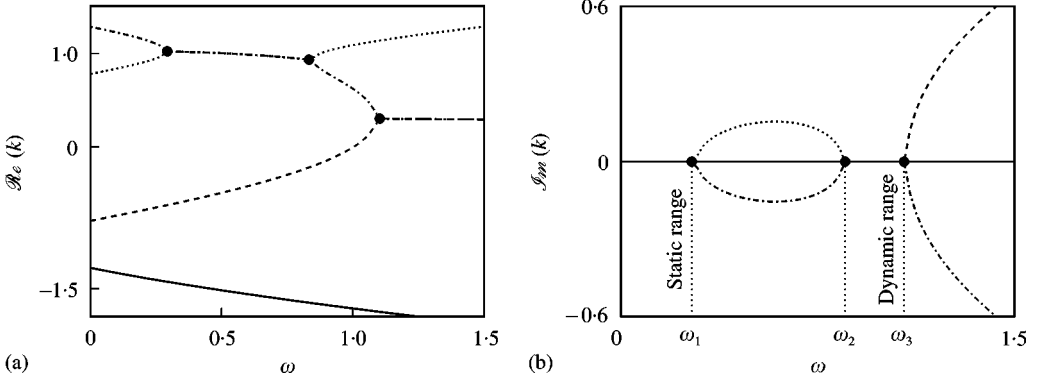 1·0
0
−1·5
ℛℯ (k)
0
0·5
1·0
1·5
ω
(a)
0·6
0
−0·6
ℐ𝓂 (k)
Static range
Dynamic range
0
ω₁
ω₂
ω₃
1·5
ω
(b)